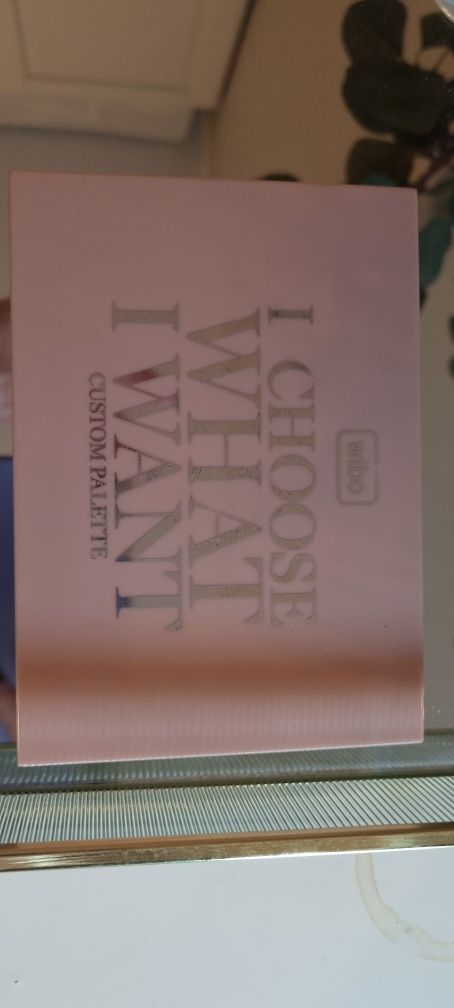 wibo
I CHOOSE
WHAT
I WANT
CUSTOM PALETTE